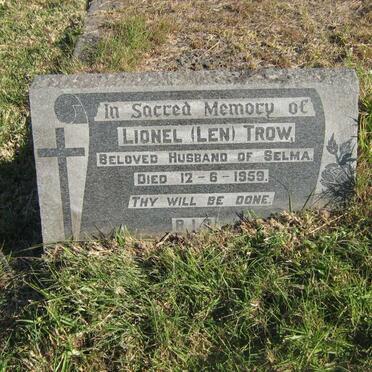 In Sacred Memory of
LIONEL (LEN) TROW,
BELOVED HUSBAND OF SELMA.
DIED 12-6-1959.
THY WILL BE DONE.